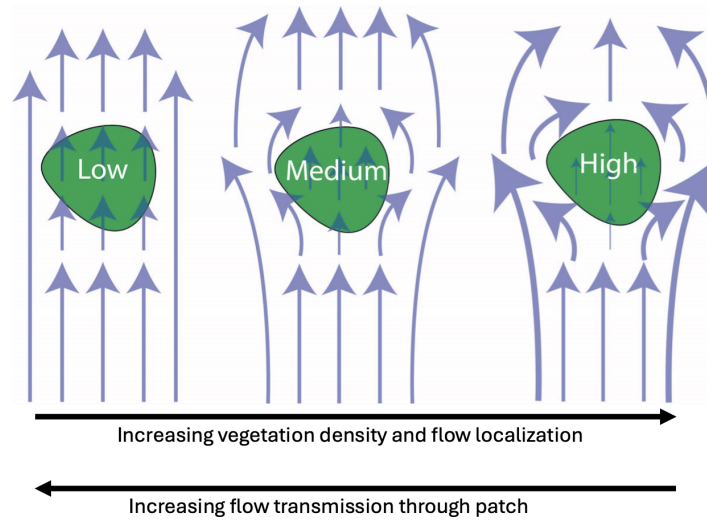 Low
Medium
High
Increasing vegetation density and flow localization
Increasing flow transmission through patch